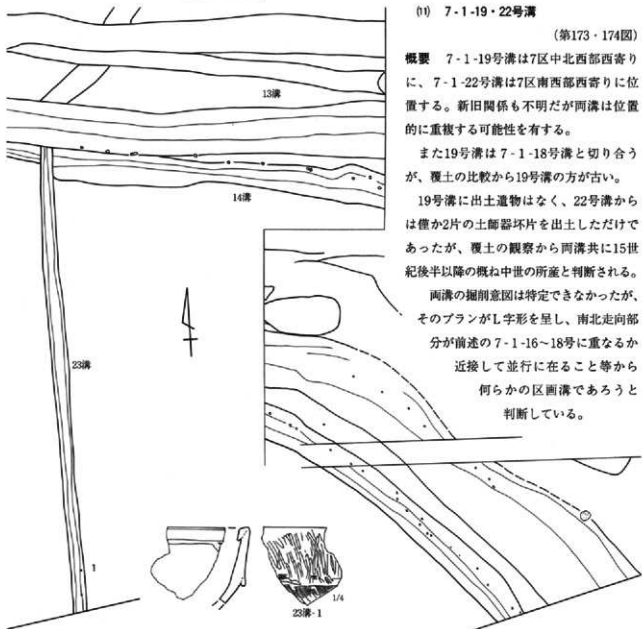 (11) 7-1-19・22号溝
(第173・174図)
概要 7-1-19号溝は7区中北西部西寄り
に、7-1-22号溝は7区南西部西寄りに位
置する。新旧関係も不明だが両溝は位置
的に重複する可能性を有する。
また19号溝は7-1-18号溝と切り合う
が、覆土の比較から19号溝の方が古い。
19号溝に出土遺物はなく、22号溝から
は僅か2片の土師器坏片を出土しただけで
あったが、覆土の観察から両溝共に15世
紀後半以降の概ね中世の所産と判断される。
両溝の掘削意図は特定できなかったが、
そのプランがL字形を呈し、南北走向部
分が前述の7-1-16~18号に重なるか
近接して並行に在ること等から
何らかの区画溝であろうと
判断している。
13溝
14溝
23溝
1
1/4
23溝-1